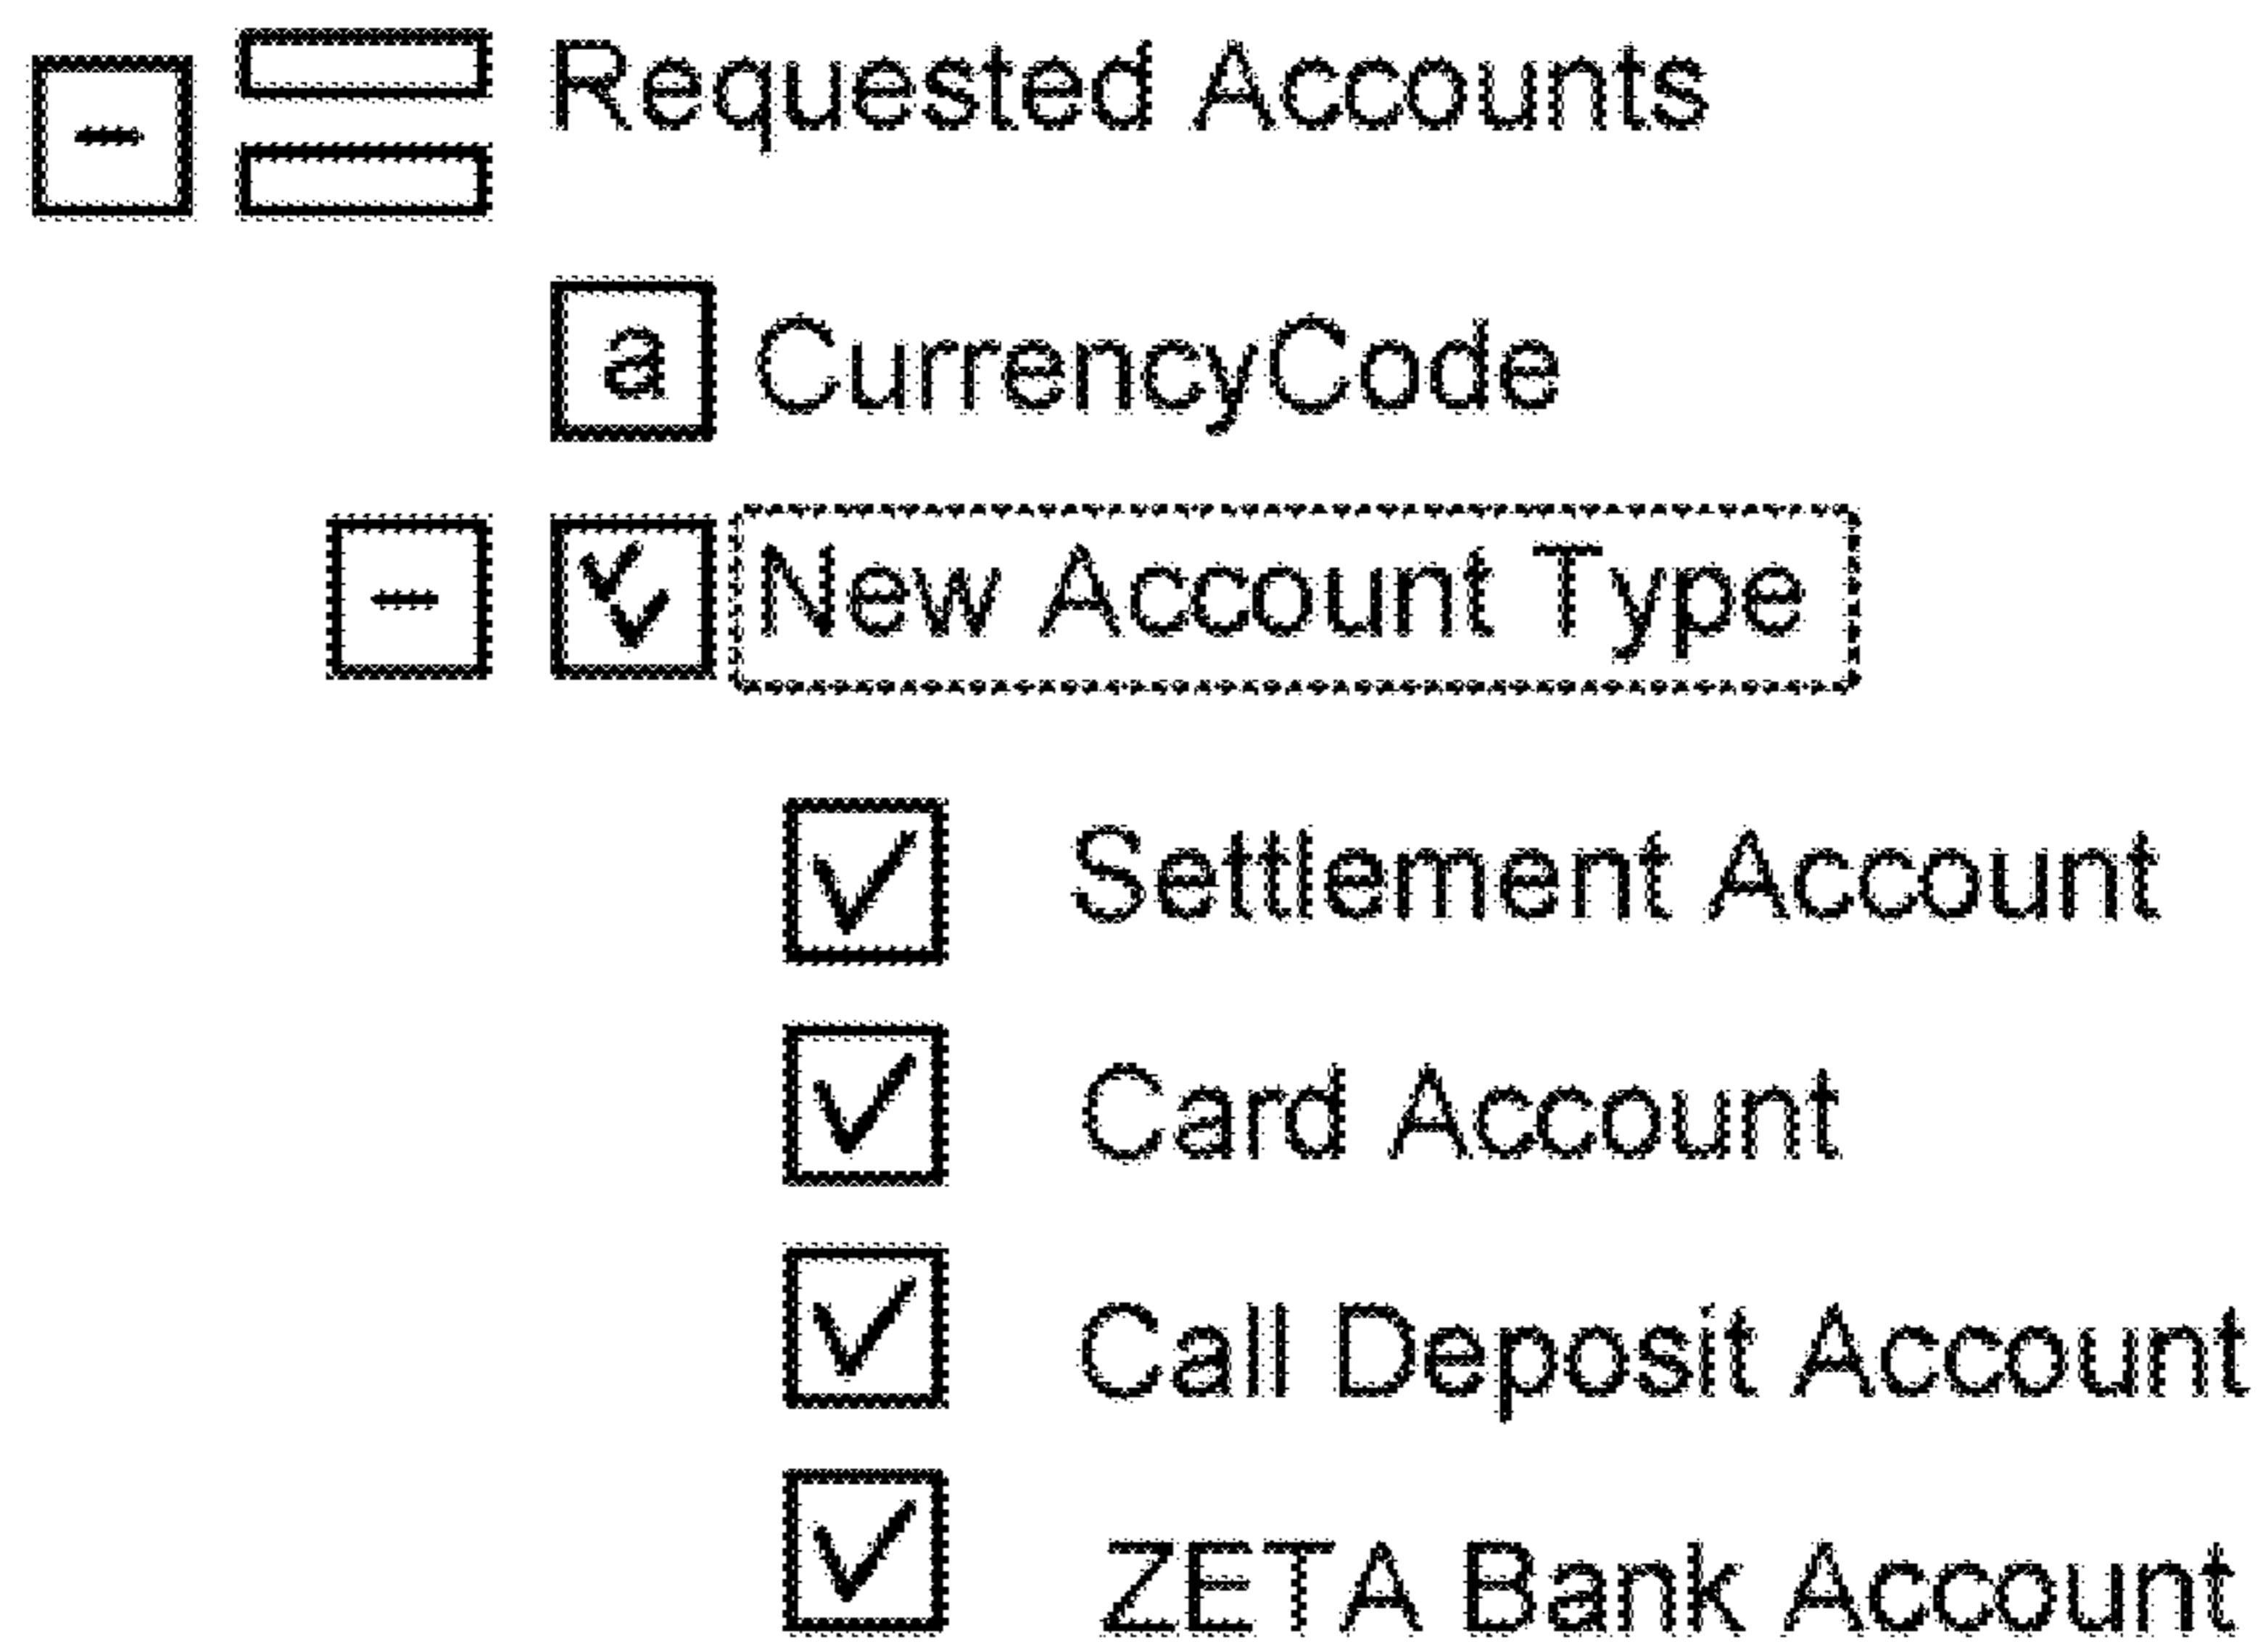 Requested Accounts
a CurrencyCode
New Account Type
Settlement Account
Card Account
Call Deposit Account
ZETA Bank Account